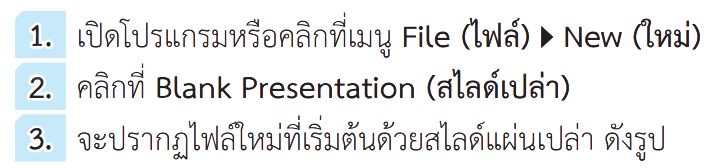 1. เปิดโปรแกรมหรือคลิกที่เมนู File (ไฟล์) ▶ New (ใหม่)
2. คลิกที่ Blank Presentation (สไลด์เปล่า)
3. จะปรากฏไฟล์ใหม่ที่เริ่มต้นด้วยสไลด์แผ่นเปล่า ดังรูป